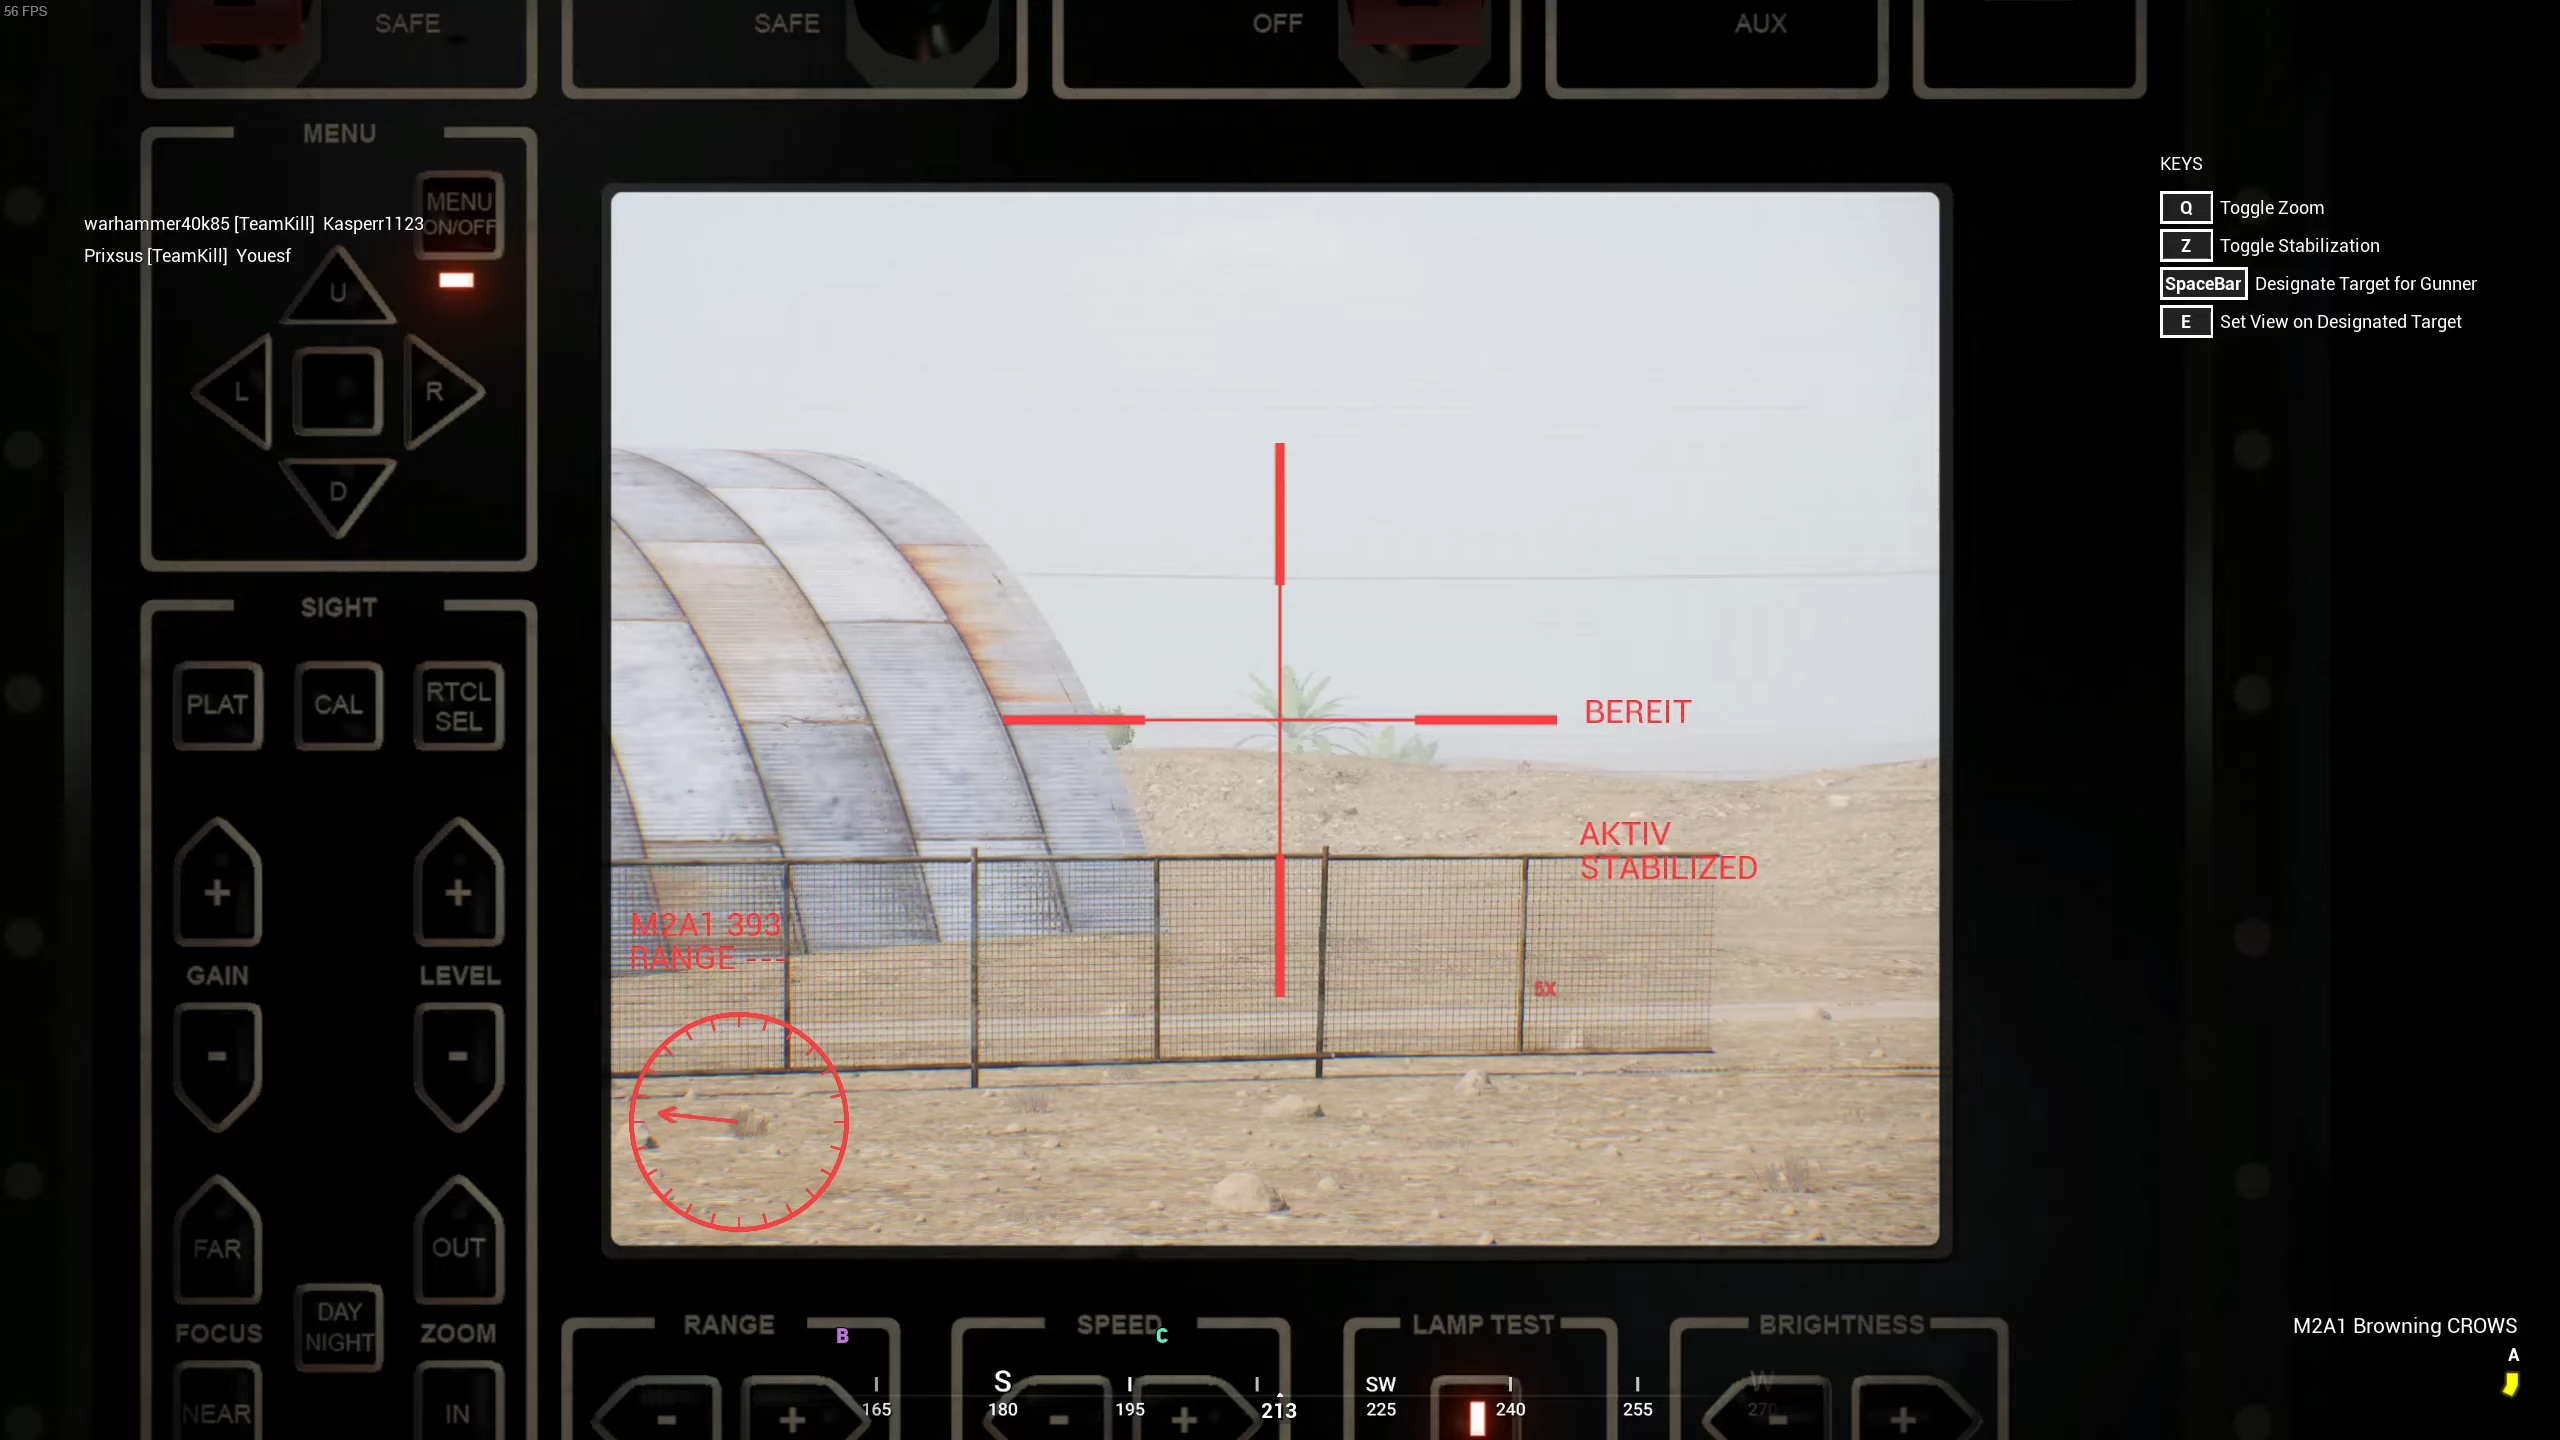 56 FPS
SAFE
SAFE
OFF
AUX
MENU
MENU
ON/OFF
warhammer40k85 [TeamKill] Kasperr1123
Prixsus [TeamKill] Youesf
U
L
R
D
KEYS
Q Toggle Zoom
Z Toggle Stabilization
SpaceBar Designate Target for Gunner
E Set View on Designated Target
SIGHT
PLAT
CAL
RTCL
SEL
BEREIT
AKTIV
STABILIZED
M2A1 393
RANGE ---
5X
+
+
GAIN
LEVEL
-
-
FAR
OUT
DAY
NIGHT
FOCUS
ZOOM
NEAR
IN
RANGE
B
SPEED
C
LAMP TEST
BRIGHTNESS
- +
- +
- +
S
SW
W
165
180
195
213
225
240
255
270
M2A1 Browning CROWS
A